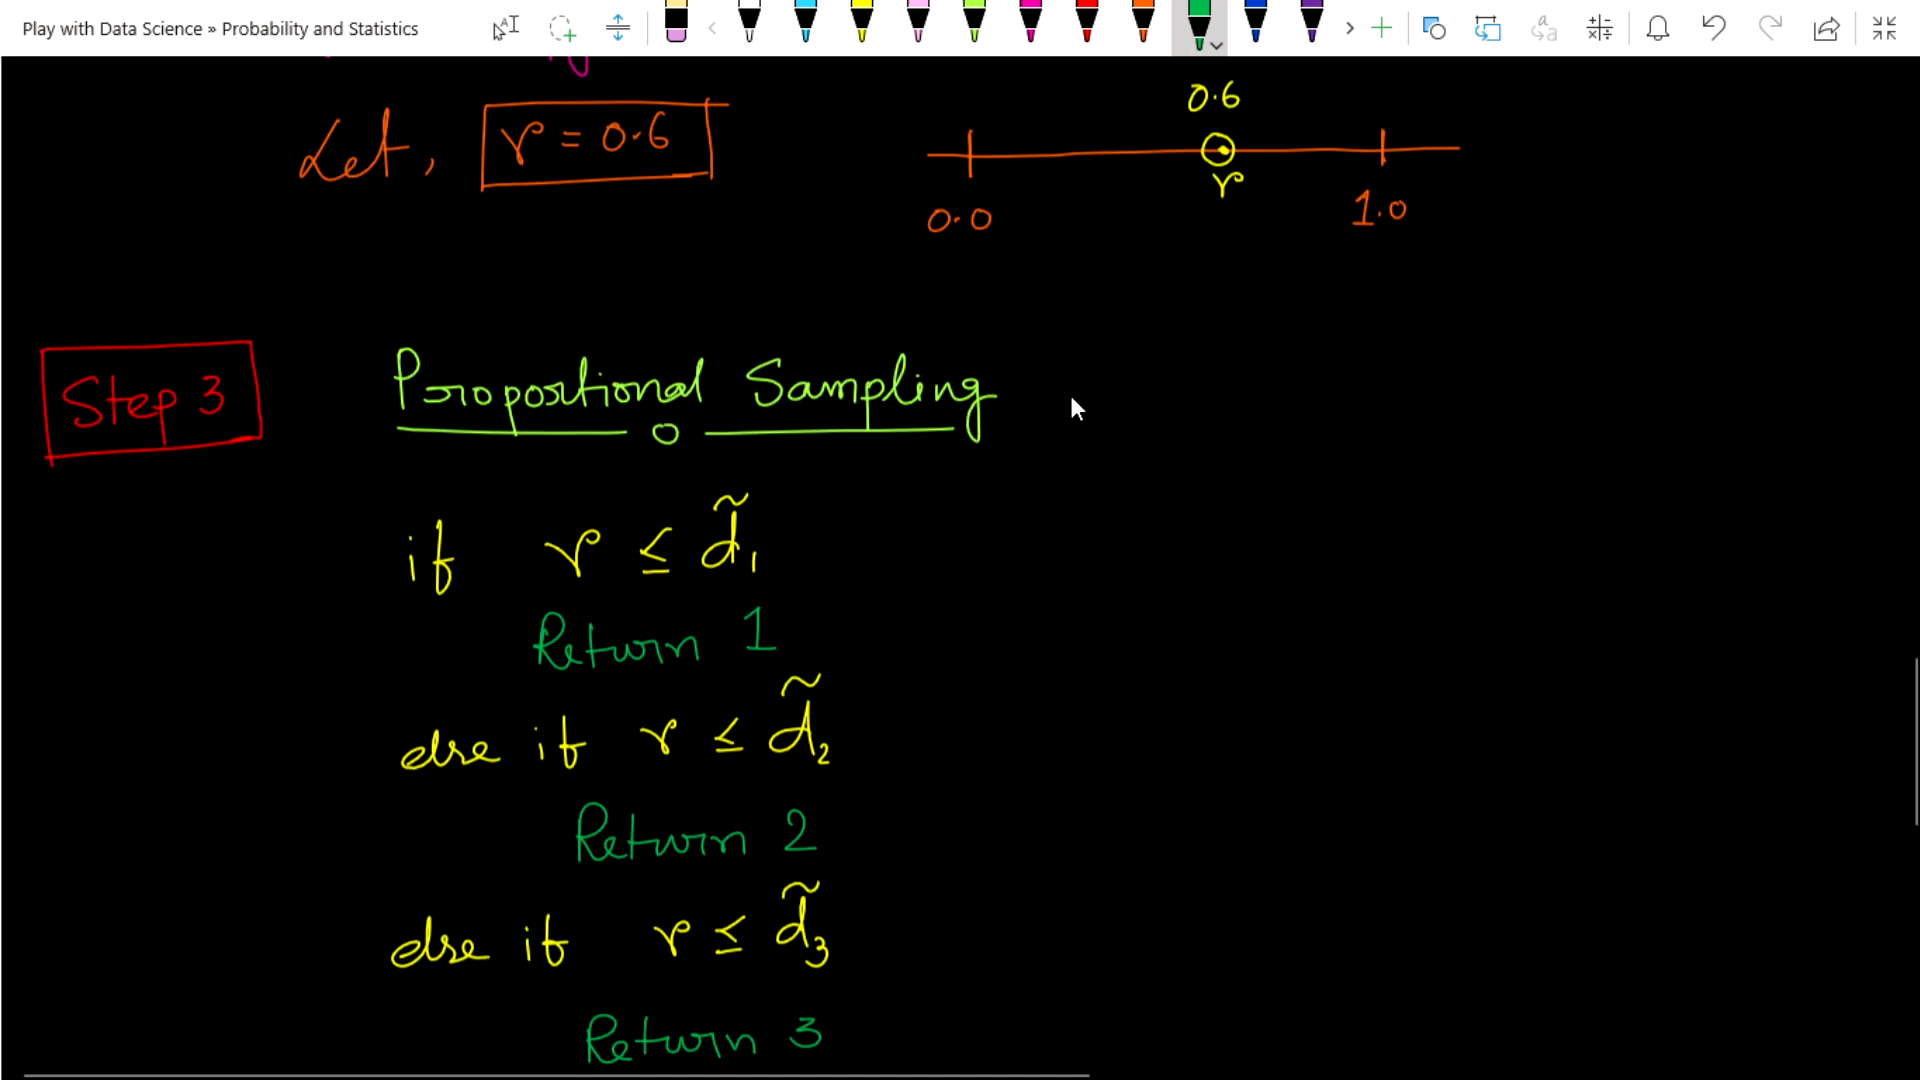 Play with Data Science » Probability and Statistics
Let, r = 0.6
0.6
r
0.0
1.0
Step 3
Proportional Sampling
if r ≤ d̃₁
Return 1
else if r ≤ d̃₂
Return 2
else if r ≤ d̃₃
Return 3